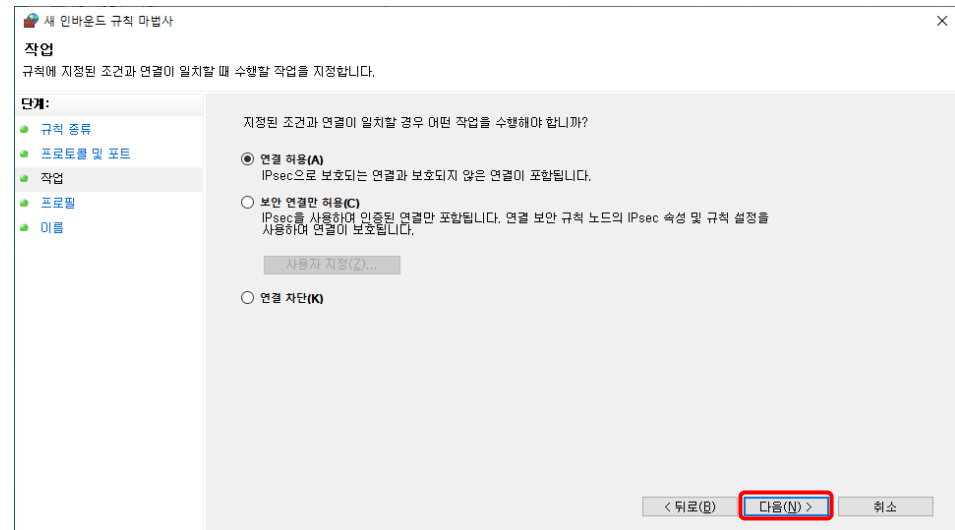 새 인바운드 규칙 마법사
작업
규칙에 지정된 조건과 연결이 일치할 때 수행할 작업을 지정합니다.
단계:
규칙 종류
프로토콜 및 포트
작업
프로필
이름
지정된 조건과 연결이 일치할 경우 어떤 작업을 수행해야 합니까?
연결 허용(A)
IPsec으로 보호되는 연결과 보호되지 않은 연결이 포함됩니다.
보안 연결만 허용(C)
IPsec을 사용하여 인증된 연결만 포함됩니다. 연결 보안 규칙 노드의 IPsec 속성 및 규칙 설정을
사용하여 연결이 보호됩니다.
사용자 지정(Z)...
연결 차단(K)
< 뒤로(B)
다음(N) >
취소